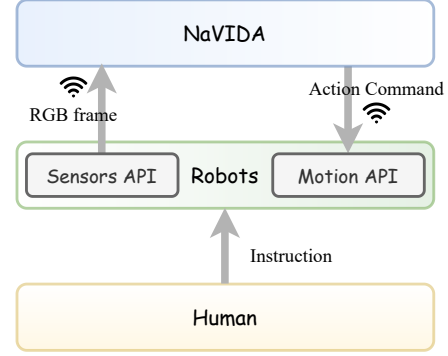 NaVIDA
Action Command
RGB frame
Sensors API
Robots
Motion API
Instruction
Human